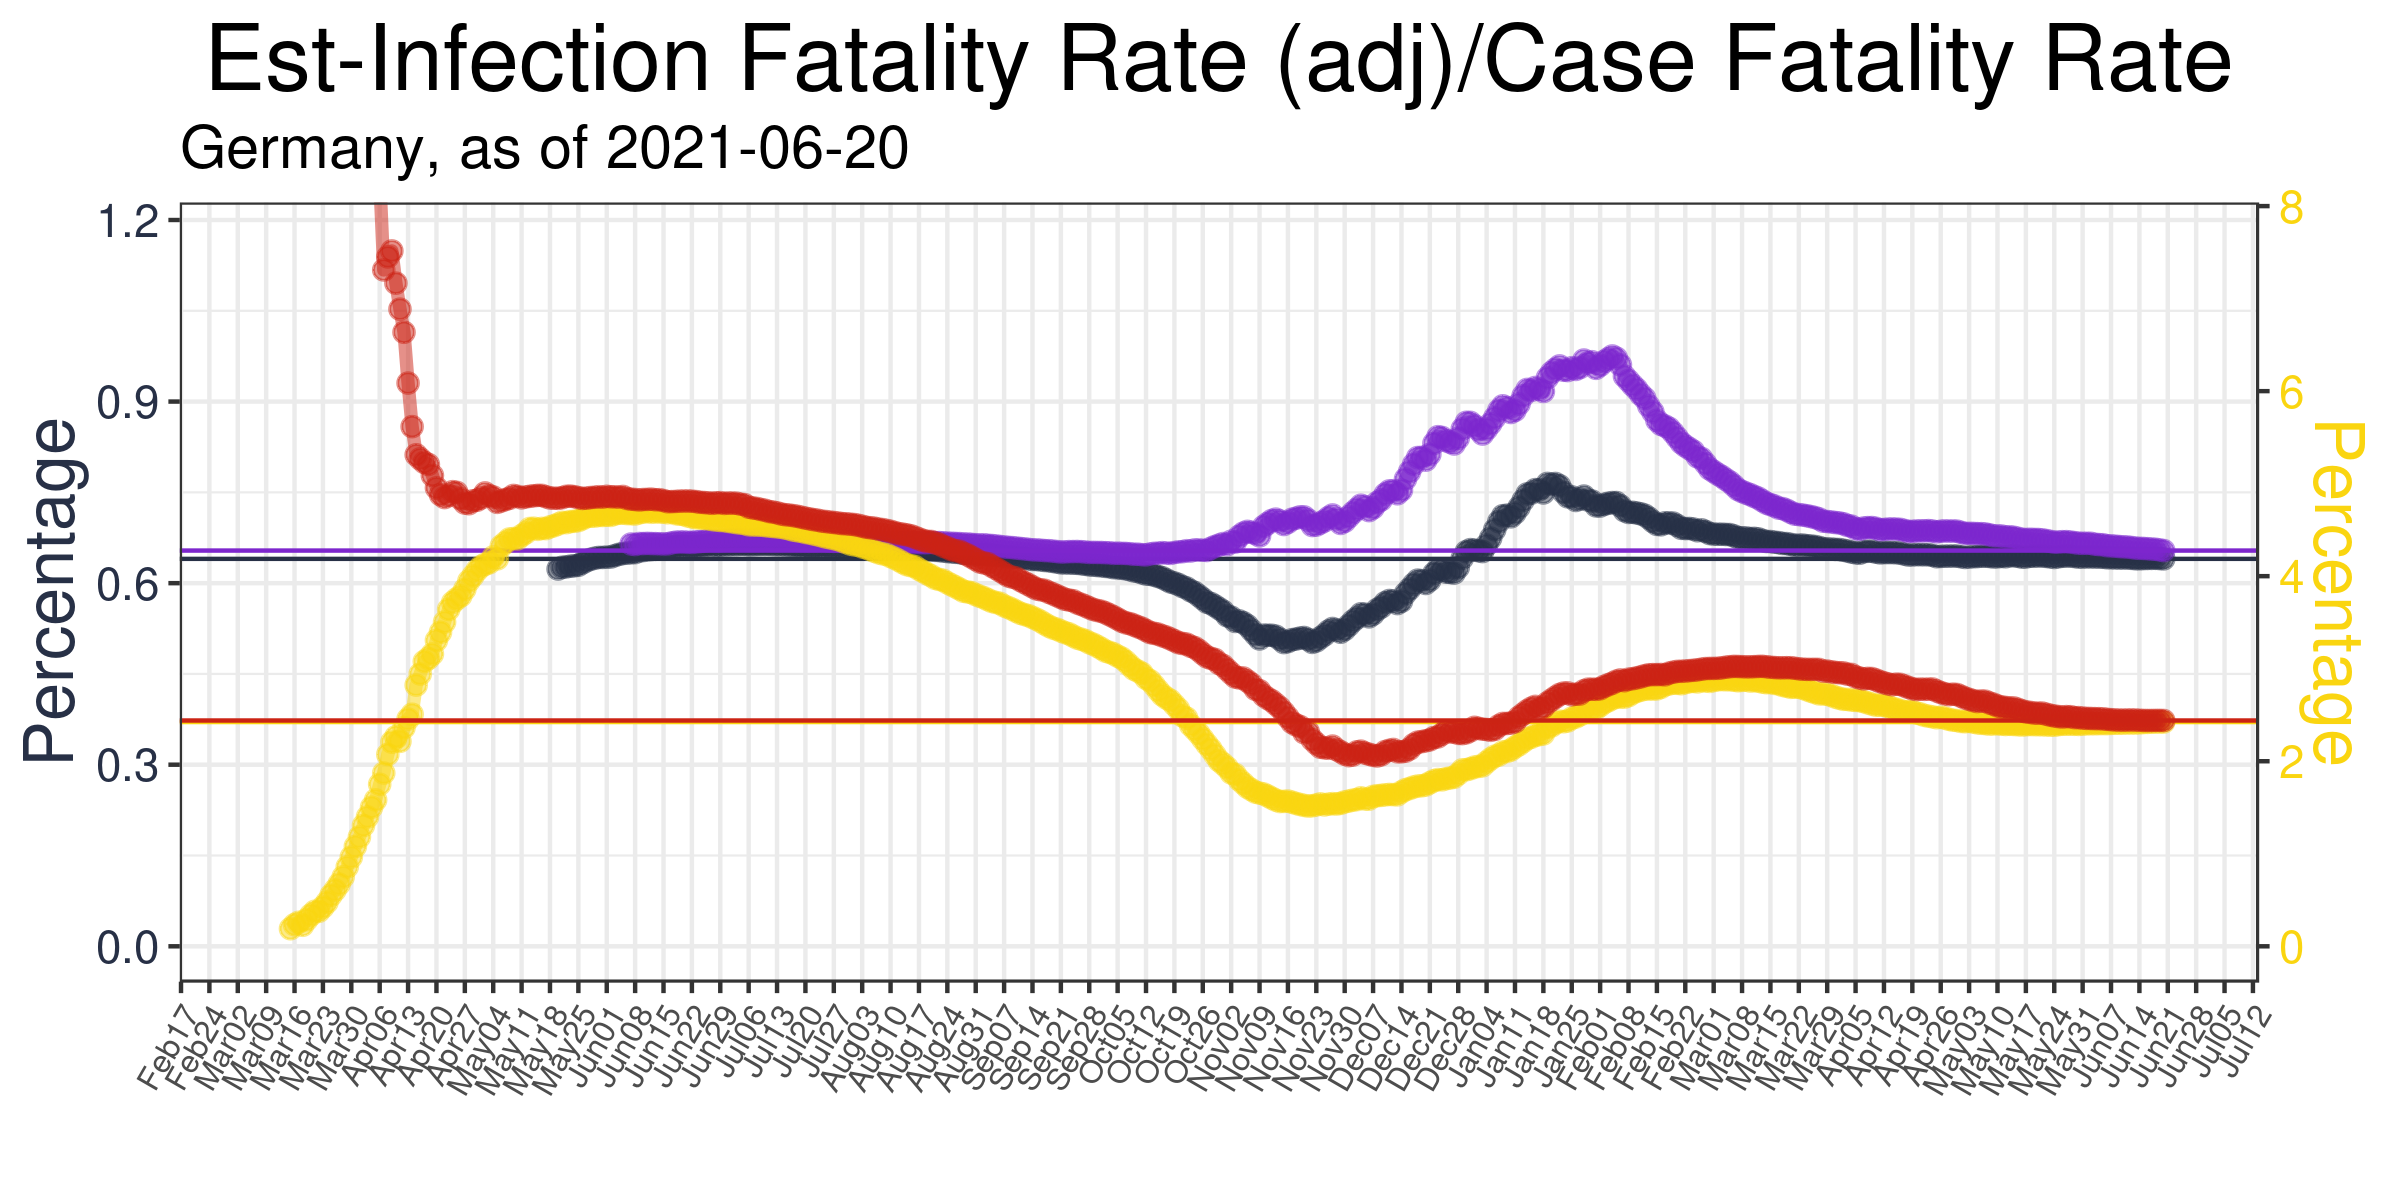 Est-Infection Fatality Rate (adj)/Case Fatality Rate
Germany, as of 2021-06-20
Percentage
1.2
0.9
0.6
0.3
0.0
8
6
4
2
0
Percentage
Feb17
Feb24
Mar02
Mar09
Mar16
Mar23
Mar30
Apr06
Apr13
Apr20
Apr27
May04
May11
May18
May25
Jun01
Jun08
Jun15
Jun22
Jun29
Jul06
Jul13
Jul20
Jul27
Aug03
Aug10
Aug17
Aug24
Aug31
Sep07
Sep14
Sep21
Sep28
Oct05
Oct12
Oct19
Oct26
Nov02
Nov09
Nov16
Nov23
Nov30
Dec07
Dec14
Dec21
Dec28
Jan04
Jan11
Jan18
Jan25
Feb01
Feb08
Feb15
Feb22
Mar01
Mar08
Mar15
Mar22
Mar29
Apr05
Apr12
Apr19
Apr26
May03
May10
May17
May24
May31
Jun07
Jun14
Jun21
Jun28
Jul05
Jul12